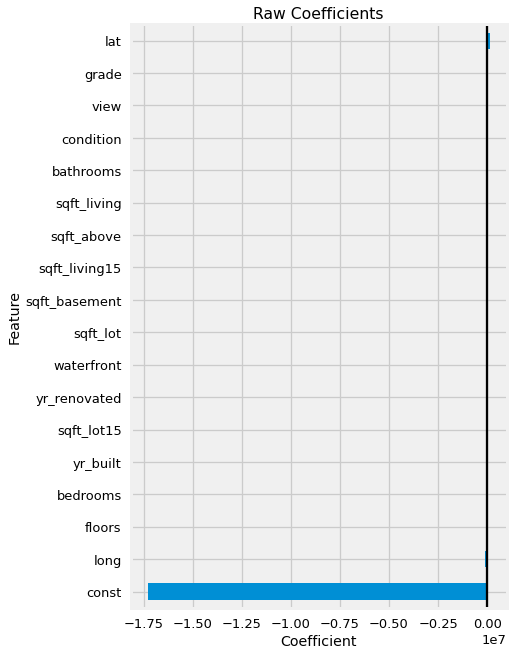 Raw Coefficients
lat
grade
view
condition
bathrooms
sqft_living
sqft_above
sqft_living15
sqft_basement
sqft_lot
waterfront
yr_renovated
sqft_lot15
yr_built
bedrooms
floors
long
const
Feature
−1.75 −1.50 −1.25 −1.00 −0.75 −0.50 −0.25 0.00
1e7
Coefficient